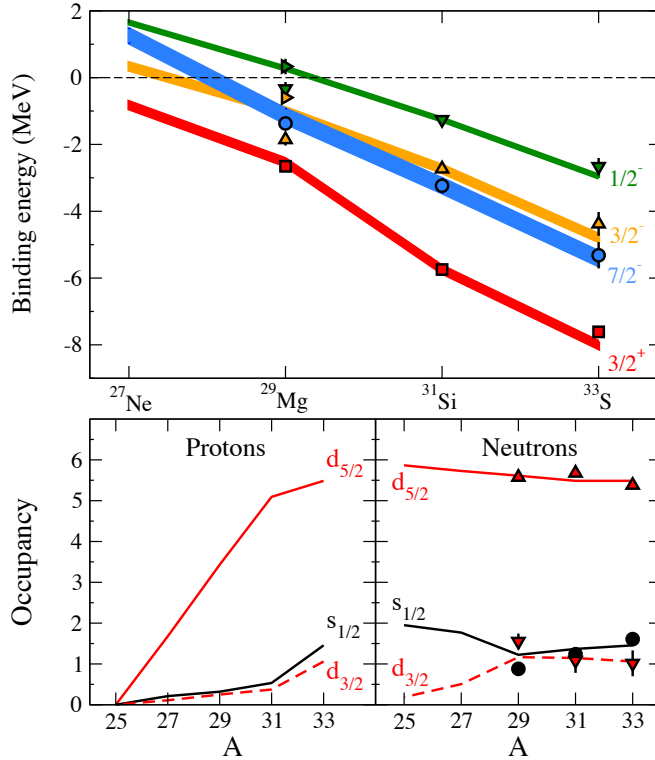 2
0
-2
-4
-6
-8
Binding energy (MeV)
1/2⁻
3/2⁻
7/2⁻
3/2⁺
²⁷Ne
²⁹Mg
³¹Si
³³S
Protons
Neutrons
Occupancy
6
5
4
3
2
1
0
d₅/₂
s₁/₂
d₃/₂
d₅/₂
s₁/₂
d₃/₂
25 27 29 31 33
25 27 29 31 33
A
A